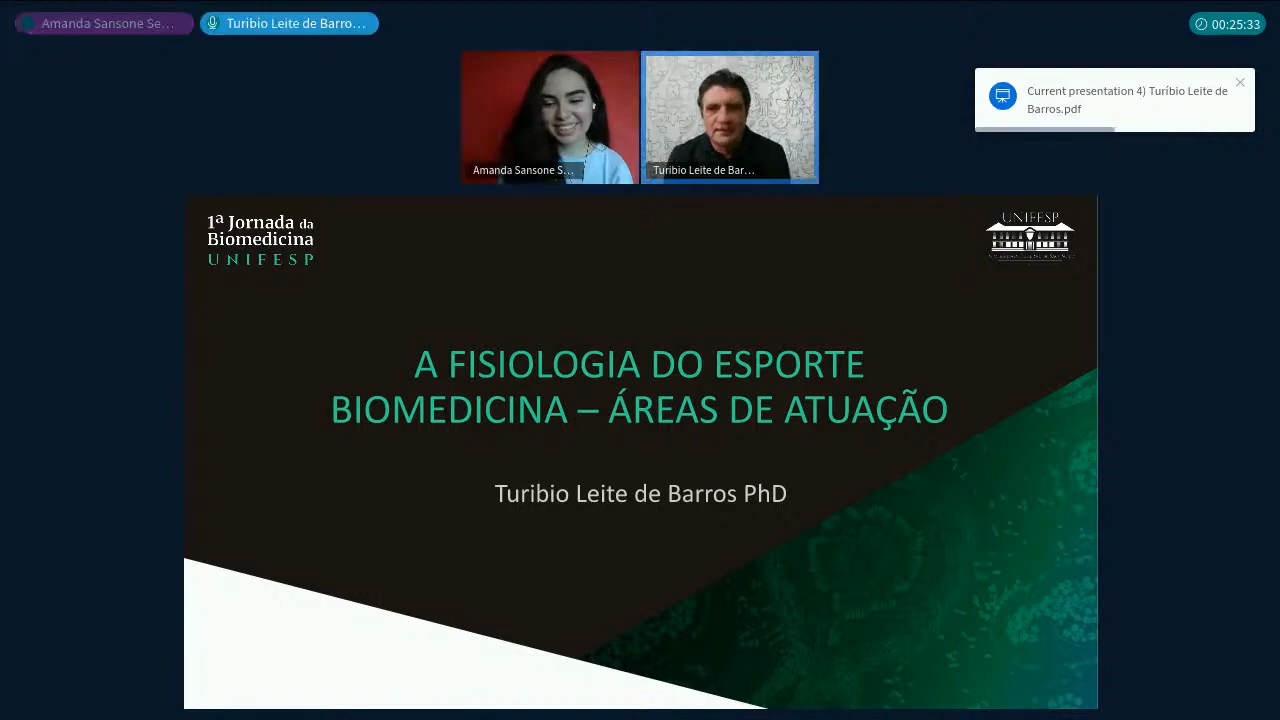 Amanda Sansone Se...
Turibio Leite de Barro...
00:25:33
Current presentation 4) Turíbio Leite de
Barros.pdf
Amanda Sansone S...
Turibio Leite de Bar...
1ª Jornada da
Biomedicina
UNIFESP
UNIFESP
A FISIOLOGIA DO ESPORTE
BIOMEDICINA – ÁREAS DE ATUAÇÃO
Turibio Leite de Barros PhD